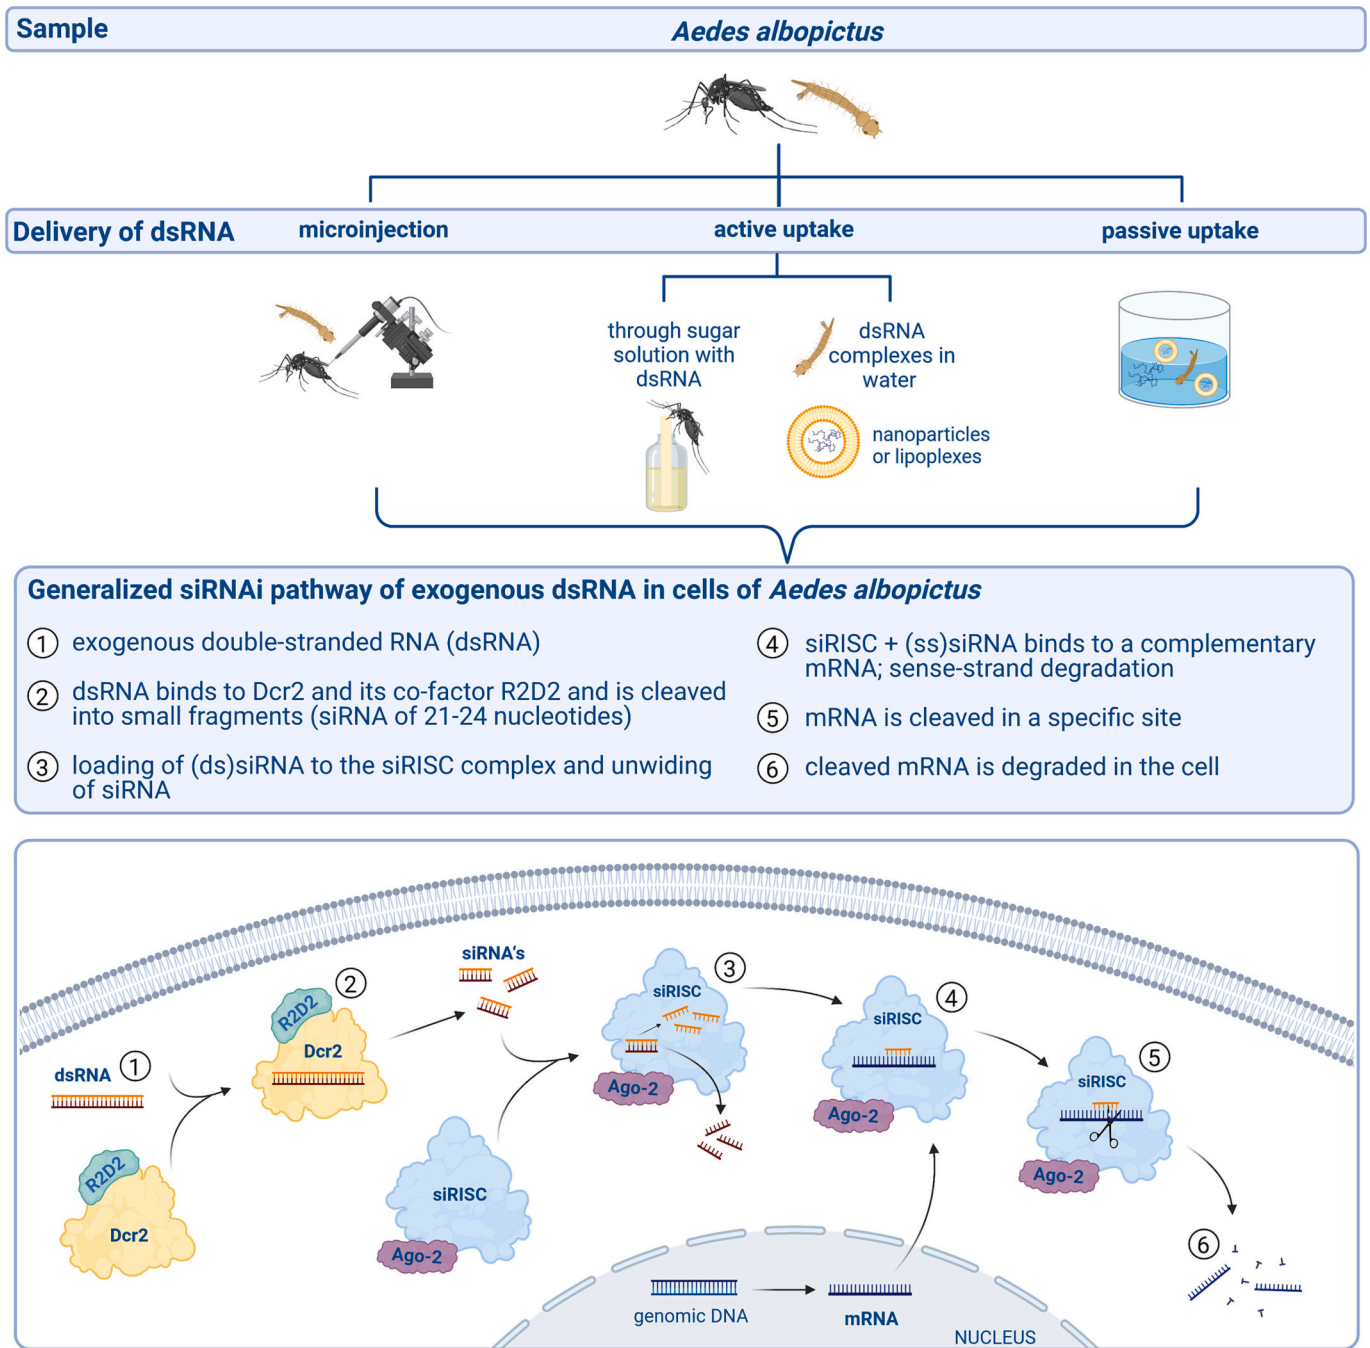 Sample
Aedes albopictus
Delivery of dsRNA
microinjection
active uptake
passive uptake
through sugar
solution with
dsRNA
dsRNA
complexes in
water
nanoparticles
or lipoplexes
Generalized siRNAi pathway of exogenous dsRNA in cells of Aedes albopictus
1 exogenous double-stranded RNA (dsRNA)
2 dsRNA binds to Dcr2 and its co-factor R2D2 and is cleaved
into small fragments (siRNA of 21-24 nucleotides)
3 loading of (ds)siRNA to the siRISC complex and unwiding
of siRNA
4 siRISC + (ss)siRNA binds to a complementary
mRNA; sense-strand degradation
5 mRNA is cleaved in a specific site
6 cleaved mRNA is degraded in the cell
dsRNA
1
R2D2
Dcr2
2
R2D2
Dcr2
siRNA‘s
siRISC
Ago-2
3
siRISC
Ago-2
4
siRISC
Ago-2
5
siRISC
Ago-2
6
genomic DNA
mRNA
NUCLEUS